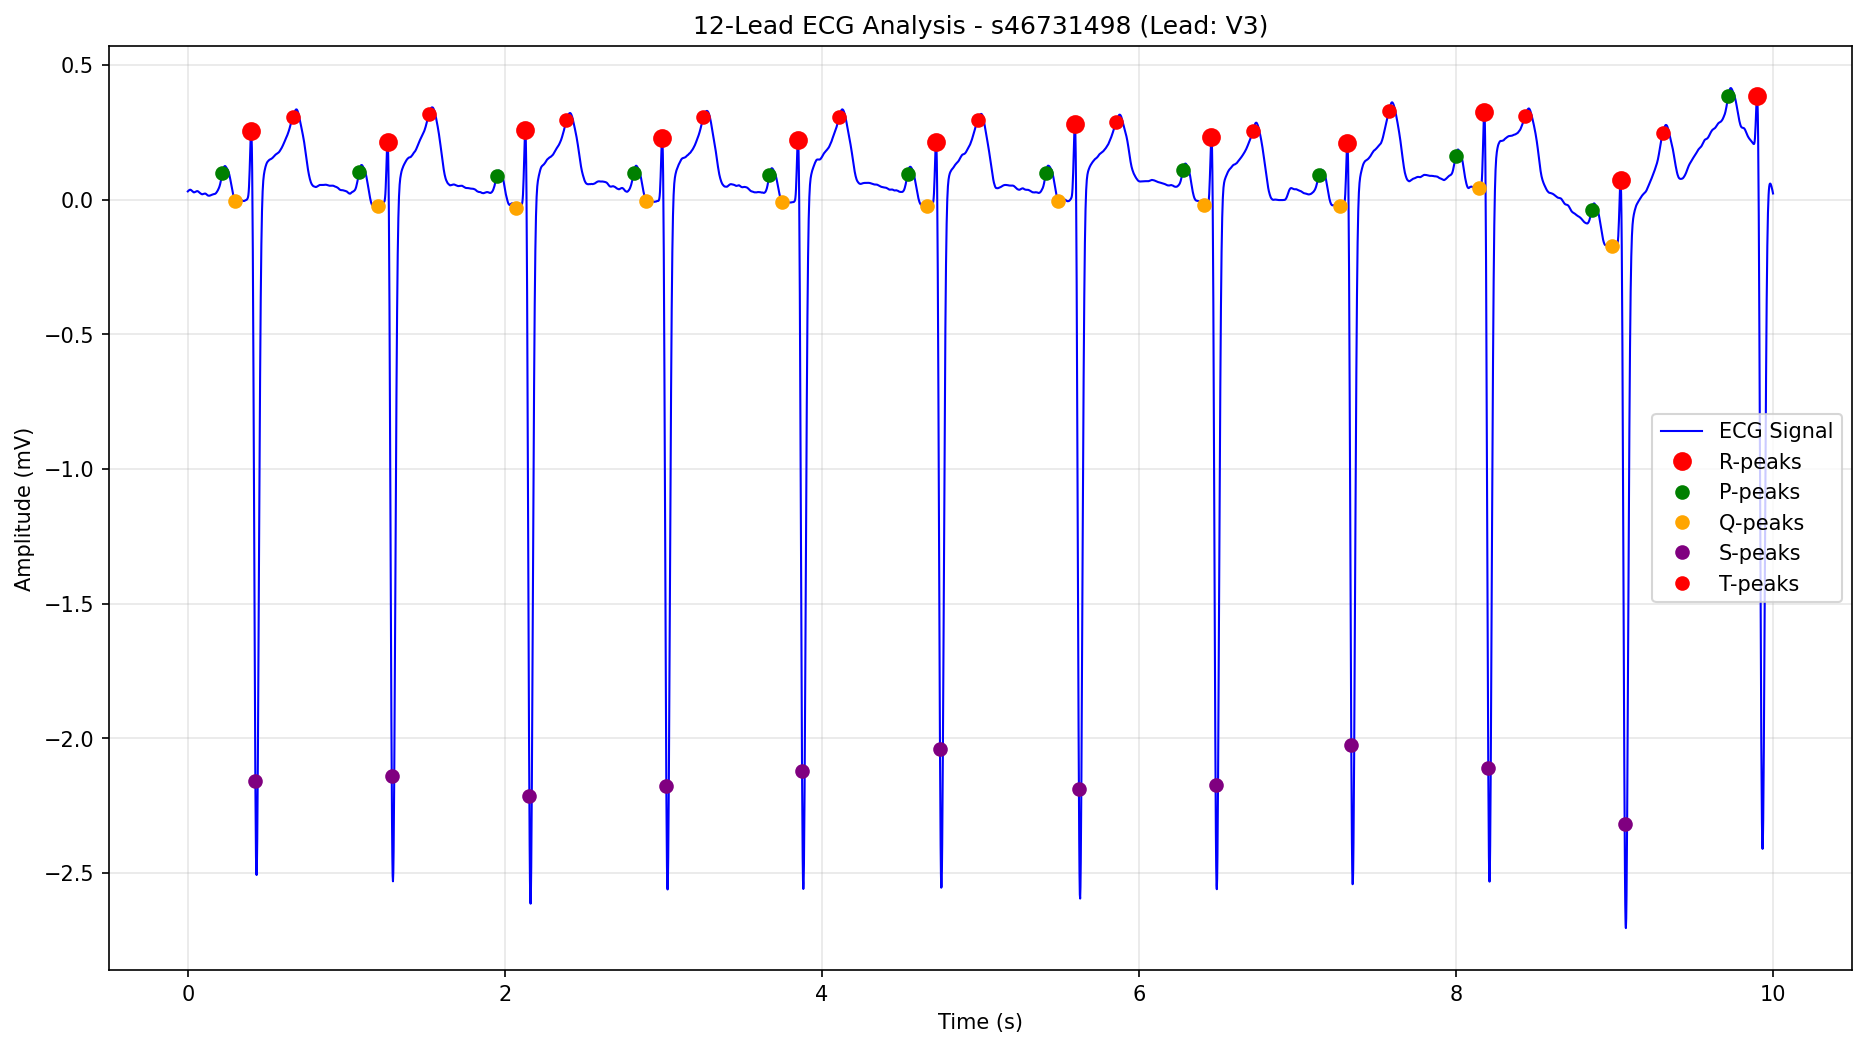 12-Lead ECG Analysis - s46731498 (Lead: V3)
Amplitude (mV)
0.5
0.0
−0.5
−1.0
−1.5
−2.0
−2.5
ECG Signal
R-peaks
P-peaks
Q-peaks
S-peaks
T-peaks
0 2 4 6 8 10
Time (s)